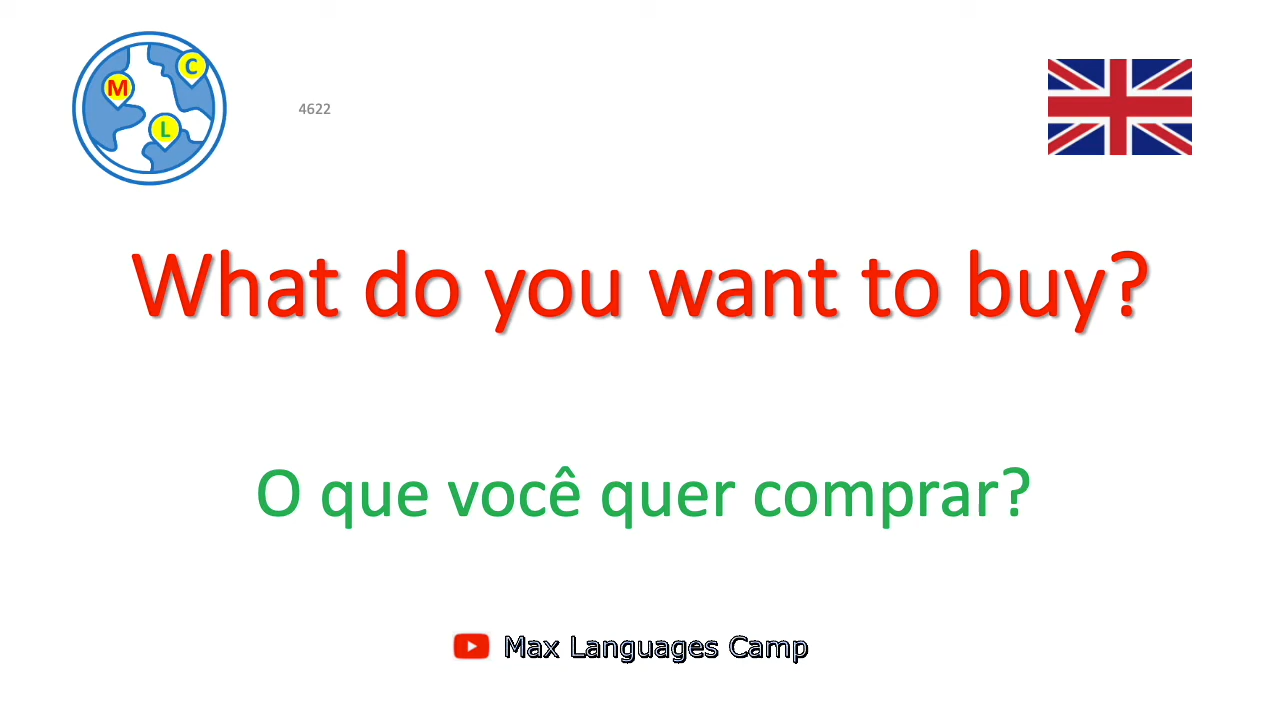 M
C
L
4622
What do you want to buy?
O que você quer comprar?
Max Languages Camp